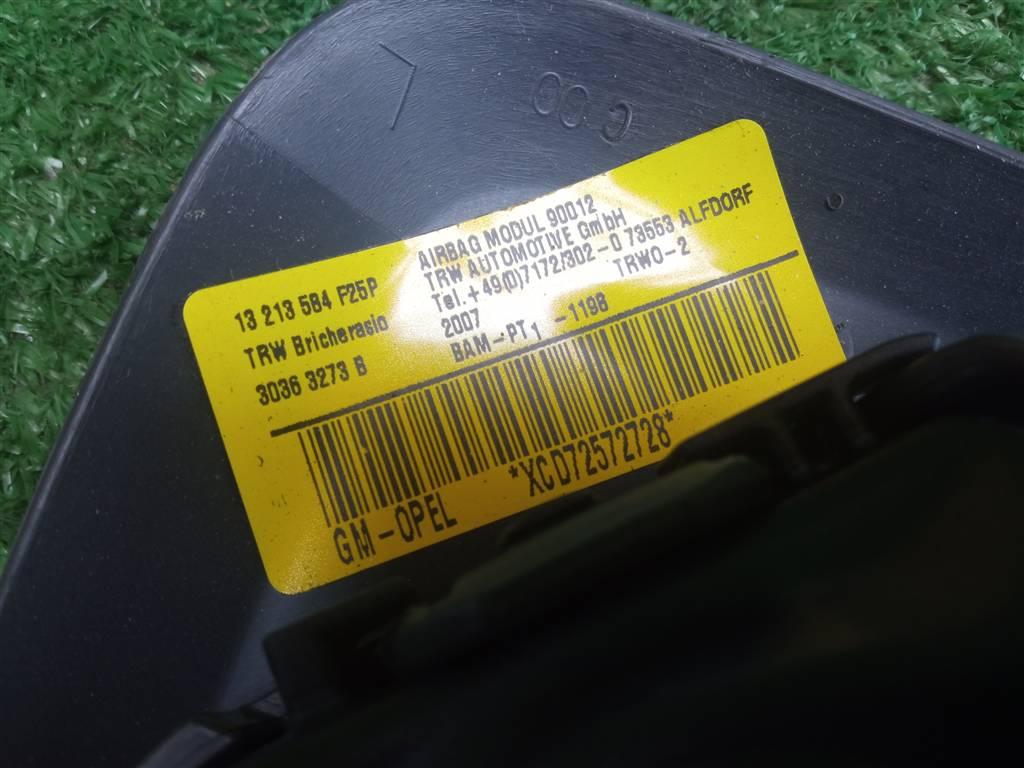 C 00
13 213 584 F25P
TRW Bricherasio
3036 3273 B
AIRBAG MODUL 90012
TRW AUTOMOTIVE GmbH
Tel.+49(0)7172/302-0 73553 ALFDORF
2007 TRWO-2
BAM-PT1 -1198
*XCD72572728*
GM-OPEL